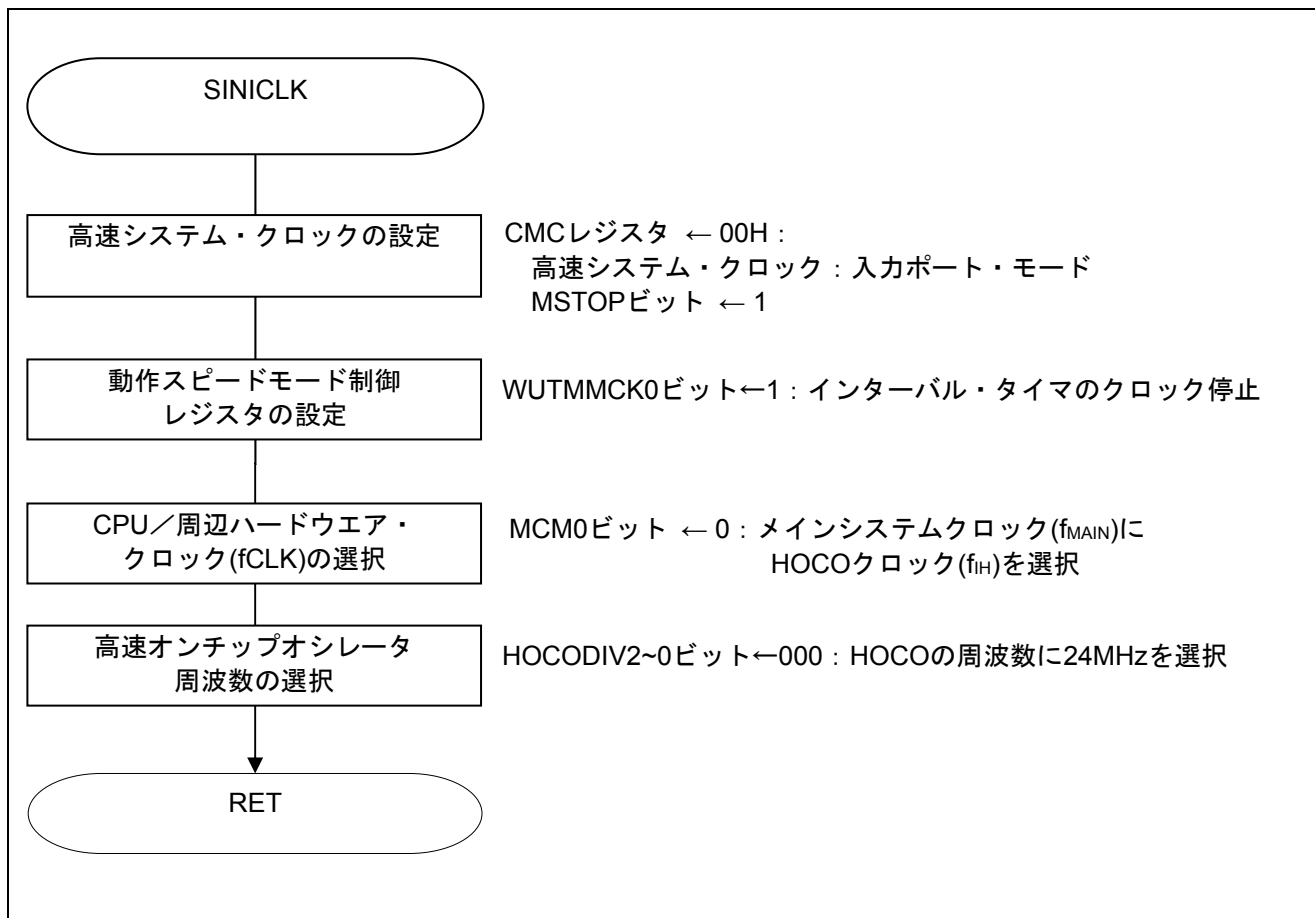 SINICLK
高速システム・クロックの設定
CMCレジスタ ← 00H：
高速システム・クロック：入力ポート・モード
MSTOPビット ← 1
動作スピードモード制御
レジスタの設定
WUTMMCK0ビット←1：インターバル・タイマのクロック停止
CPU／周辺ハードウエア・
クロック(fCLK)の選択
MCM0ビット ← 0：メインシステムクロック(fMAIN)に
HOCOクロック(fIH)を選択
高速オンチップオシレータ
周波数の選択
HOCODIV2~0ビット←000：HOCOの周波数に24MHzを選択
RET